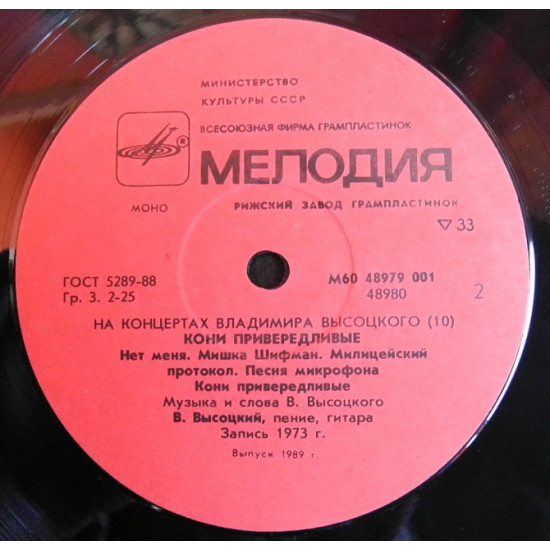 МИНИСТЕРСТВО
КУЛЬТУРЫ СССР
ВСЕСОЮЗНАЯ ФИРМА ГРАМПЛАСТИНОК
®
МЕЛОДИЯ
МОНО
РИЖСКИЙ ЗАВОД ГРАМПЛАСТИНОК
▽ 33
ГОСТ 5289-88
М60 48979 001
Гр. 3. 2-25
48980
2
НА КОНЦЕРТАХ ВЛАДИМИРА ВЫСОЦКОГО (10)
КОНИ ПРИВЕРЕДЛИВЫЕ
Нет меня. Мишка Шифман. Милицейский
протокол. Песня микрофона
Кони привередливые
Музыка и слова В. Высоцкого
В. Высоцкий, пение, гитара
Запись 1973 г.
Выпуск 1989 г.